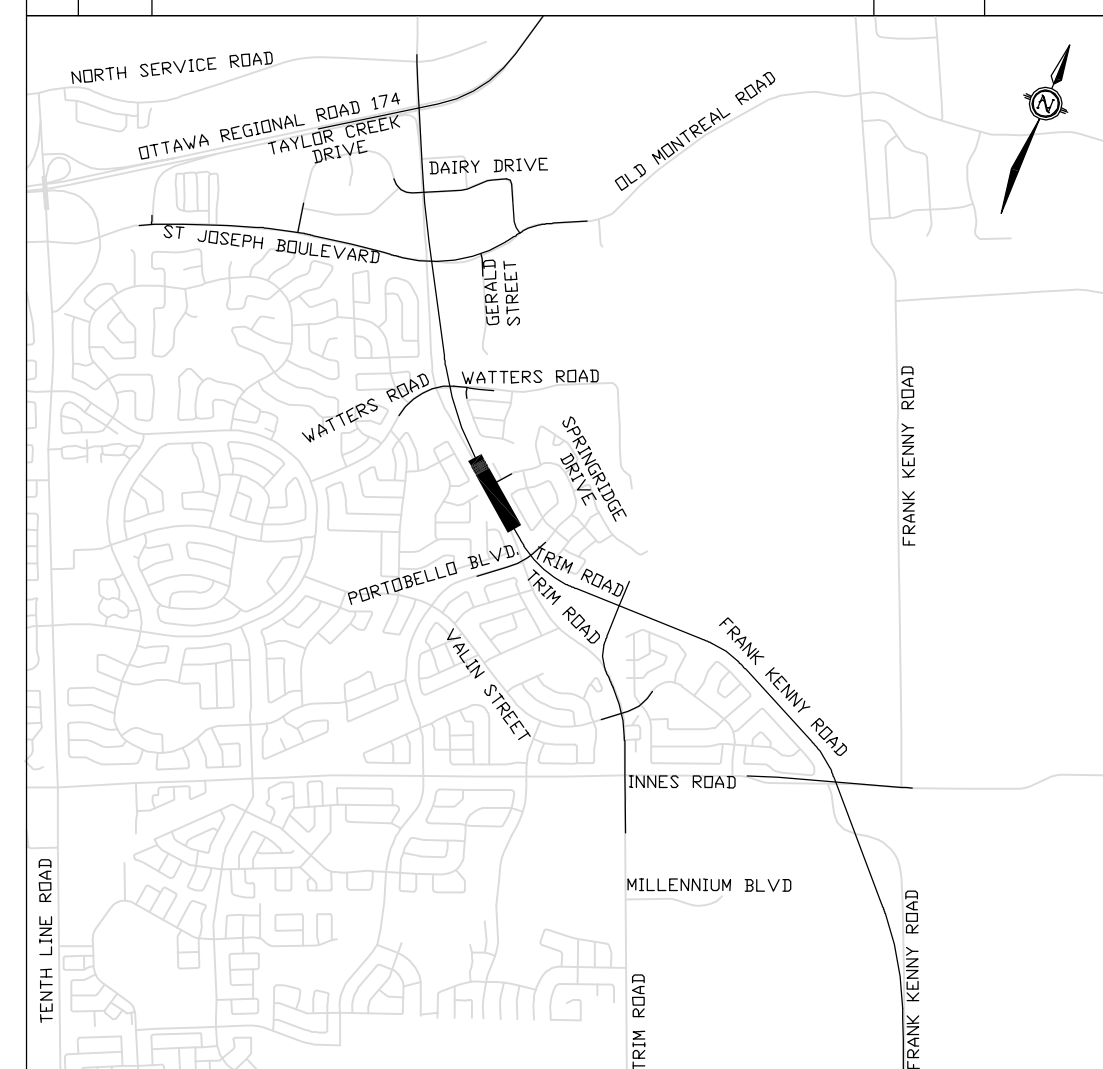 NORTH SERVICE ROAD
OTTAWA REGIONAL ROAD 174
TAYLOR CREEK
DRIVE
DAIRY DRIVE
OLD MONTREAL ROAD
N
ST JOSEPH BOULEVARD
GERALD
STREET
WATTERS ROAD
WATTERS ROAD
SPRINGRIDGE
DRIVE
FRANK KENNY ROAD
PORTOBELLO BLVD.
TRIM ROAD
TRIM ROAD
VALIN STREET
FRANK KENNY ROAD
INNES ROAD
TENTH LINE ROAD
MILLENNIUM BLVD
TRIM ROAD
FRANK KENNY ROAD